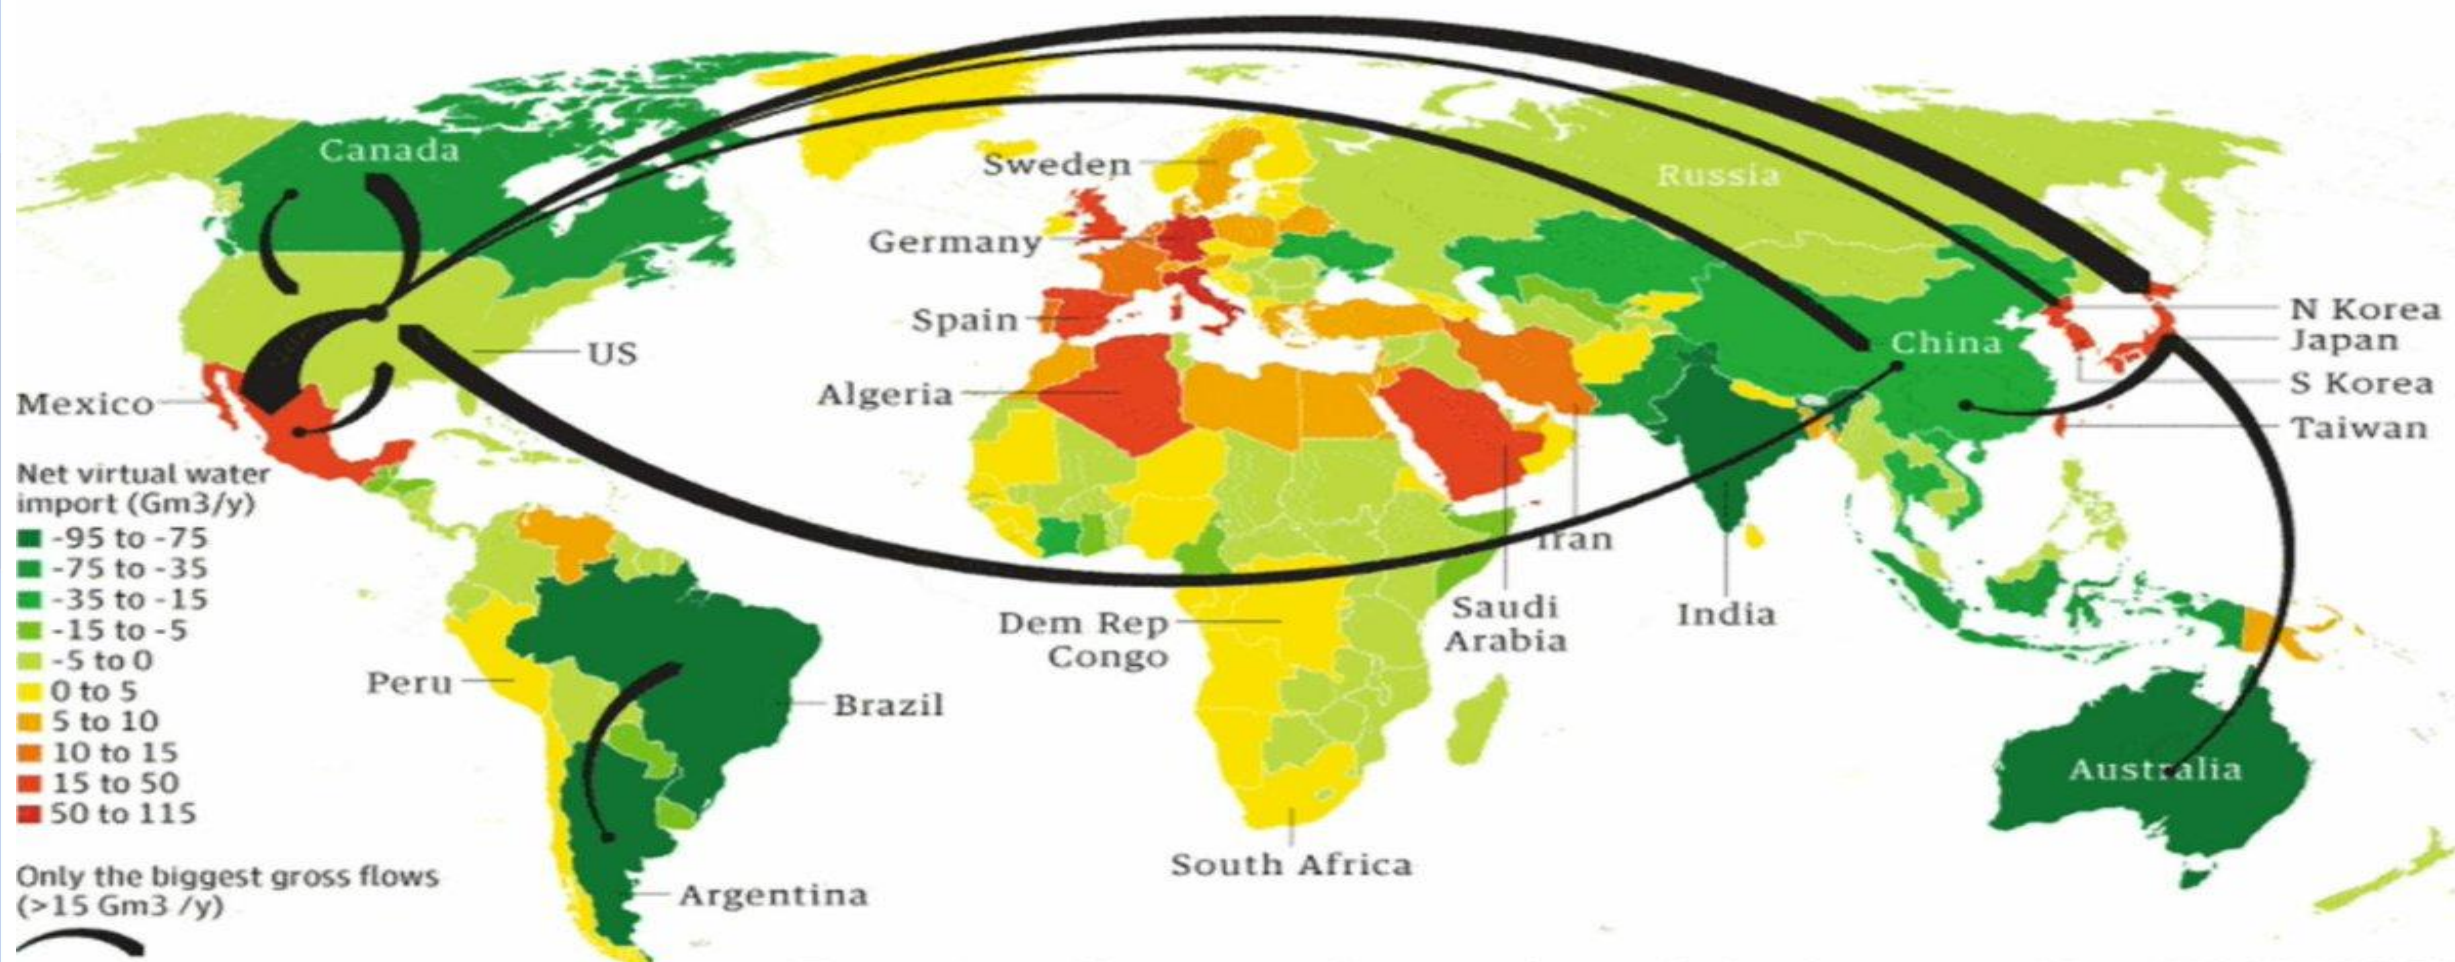 Canada
Sweden
Russia
Germany
Spain
N Korea
China
Japan
US
S Korea
Algeria
Mexico
Taiwan
Net virtual water
import (Gm3/y)
-95 to -75
-75 to -35
-35 to -15
-15 to -5
-5 to 0
0 to 5
5 to 10
10 to 15
15 to 50
50 to 115
Iran
Saudi
Arabia
India
Dem Rep
Congo
Peru
Brazil
Australia
South Africa
Argentina
Only the biggest gross flows
(>15 Gm3 /y)